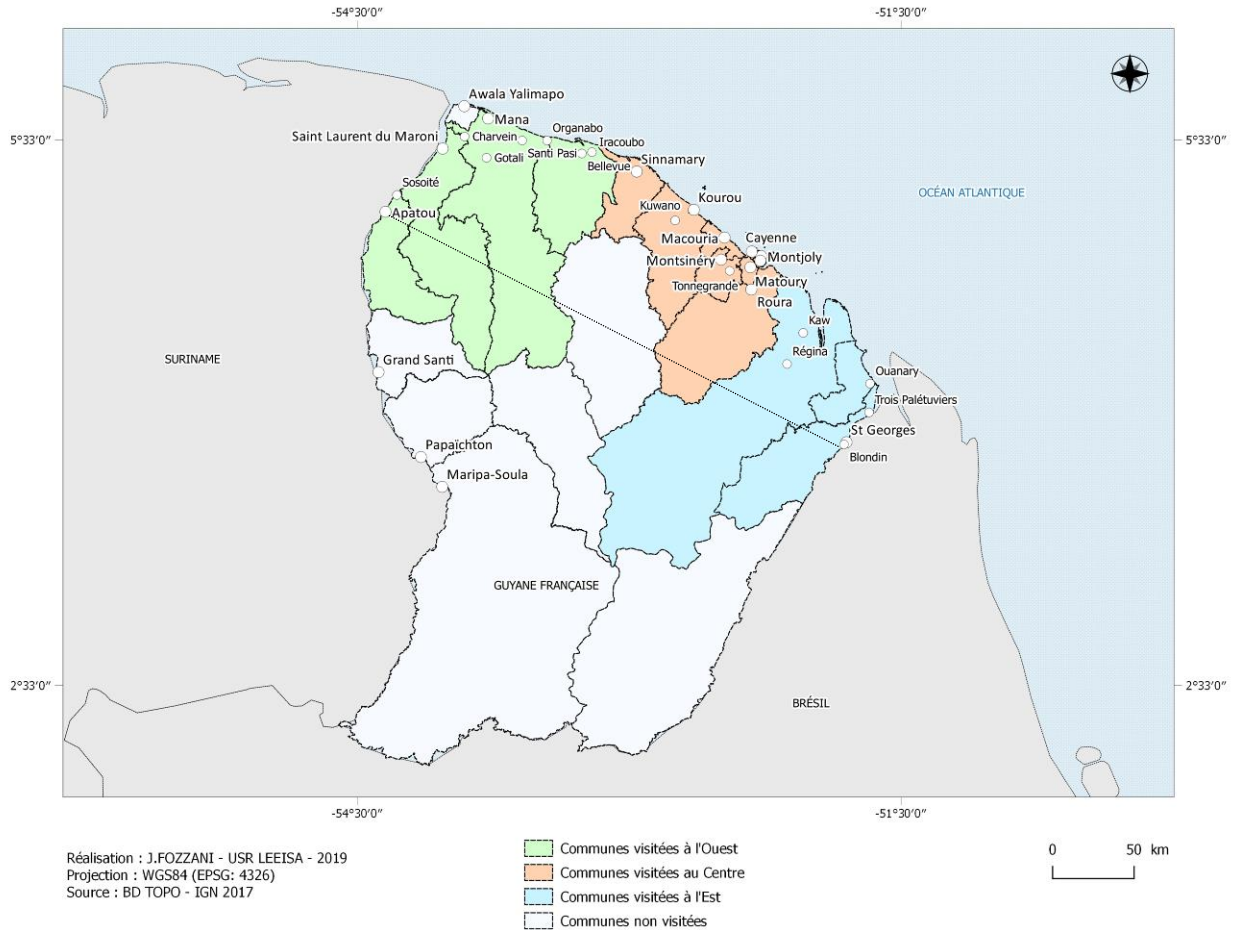 -54°30′0″
-51°30′0″
Awala Yalimapo
Mana
5°33′0″
5°33′0″
Saint Laurent du Maroni
Charvein
Organabo
Iracoubo
Gotali
Santi Pasi
Bellevue
Sinnamary
Sosoité
Apatou
OCÉAN ATLANTIQUE
Kuwano
Kourou
Macouria
Cayenne
Montsinéry
Montjoly
Tonnegrande
Matoury
Roura
Kaw
Régina
SURINAME
Grand Santi
Ouanary
Trois Palétuviers
St Georges
Blondin
Papaïchton
Maripa-Soula
GUYANE FRANÇAISE
2°33′0″
2°33′0″
BRÉSIL
-54°30′0″
-51°30′0″
Réalisation : J.FOZZANI - USR LEEISA - 2019
Projection : WGS84 (EPSG: 4326)
Source : BD TOPO - IGN 2017
Communes visitées à l'Ouest
Communes visitées au Centre
Communes visitées à l'Est
Communes non visitées
0 50 km